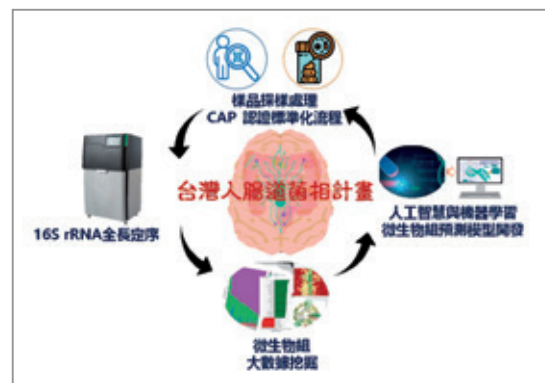 樣品採樣處理
CAP 認證標準化流程
台灣人腸道菌相計畫
16S rRNA全長定序
人工智慧與機器學習
微生物組預測模型開發
微生物組
大數據挖掘